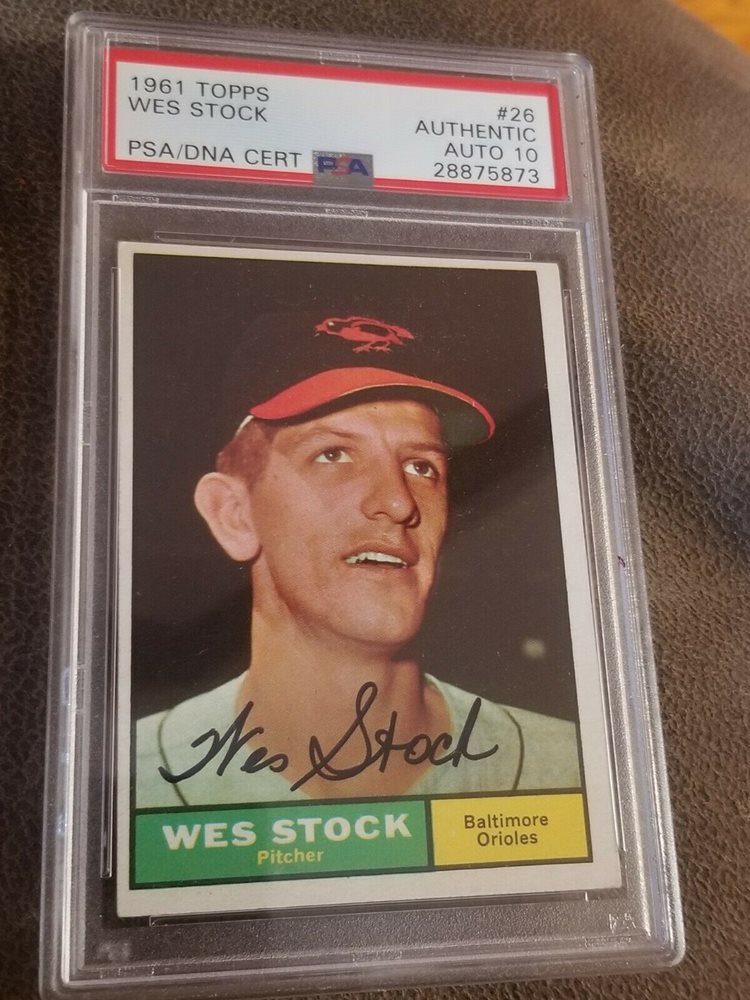 1961 TOPPS
#26
WES STOCK
AUTHENTIC
AUTO 10
PSA/DNA CERT
PSA
28875873
Wes Stock
WES STOCK
Pitcher
Baltimore
Orioles